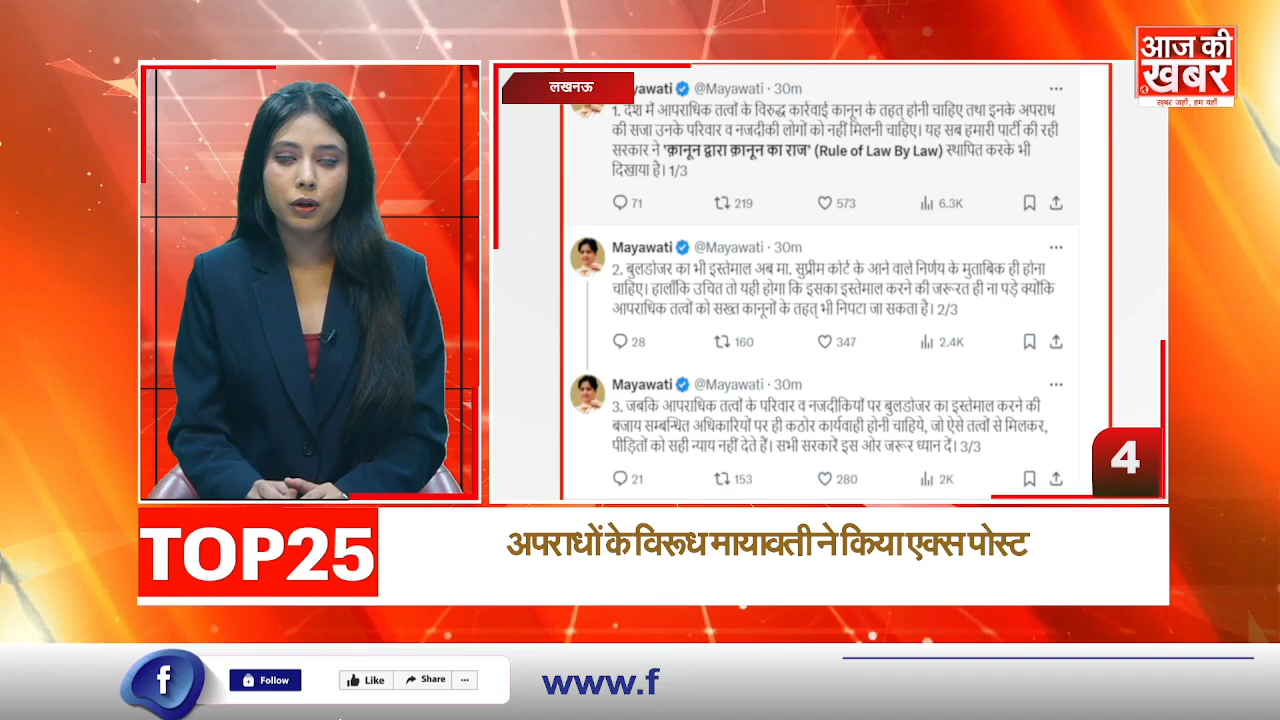 आज की
खबर
ख़बर जहाँ, हम वहाँ
लखनऊ
yawati @Mayawati · 30m
1. देश में आपराधिक तत्वों के विरुद्ध कार्रवाई कानून के तहत् होनी चाहिए तथा इनके अपराध
की सजा उनके परिवार व नजदीकी लोगों को नहीं मिलनी चाहिए। यह सब हमारी पार्टी की रही
सरकार ने 'क़ानून द्वारा क़ानून का राज' (Rule of Law By Law) स्थापित करके भी
दिखाया है। 1/3
71 219 573 6.3K
Mayawati @Mayawati · 30m
2. बुलडोजर का भी इस्तेमाल अब मा. सुप्रीम कोर्ट के आने वाले निर्णय के मुताबिक ही होना
चाहिए। हालाँकि उचित तो यही होगा कि इसका इस्तेमाल करने की जरूरत ही ना पड़े क्योंकि
आपराधिक तत्वों को सख्त कानूनों के तहत् भी निपटा जा सकता है। 2/3
28 160 347 2.4K
Mayawati @Mayawati · 30m
3. जबकि आपराधिक तत्वों के परिवार व नजदीकियों पर बुलडोजर का इस्तेमाल करने की
बजाय सम्बन्धित अधिकारियों पर ही कठोर कार्यवाही होनी चाहिये, जो ऐसे तत्वों से मिलकर,
पीड़ितों को सही न्याय नहीं देते हैं। सभी सरकारें इस ओर जरूर ध्यान दें। 3/3
21 153 280 2K
4
TOP25
अपराधों के विरूध मायावती ने किया एक्स पोस्ट
f Follow Like Share
www.f